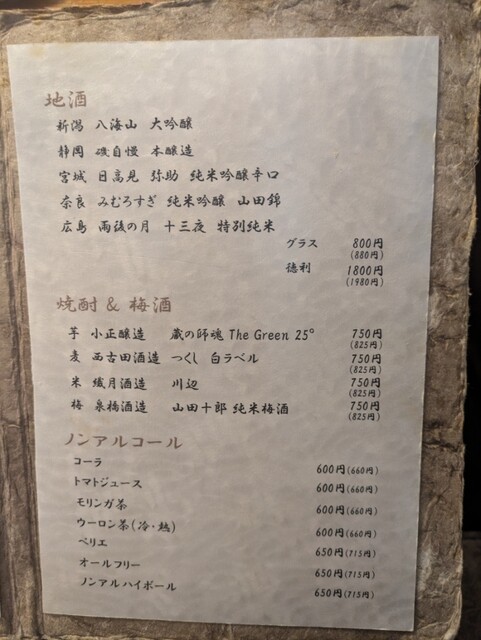 地酒
新潟 八海山 大吟醸
静岡 磯自慢 本醸造
宮城 日高見 弥助 純米吟醸辛口
奈良 みむろすぎ 純米吟醸 山田錦
広島 雨後の月 十三夜 特別純米
グラス 800円
(880円)
徳利 1800円
(1980円)
焼酎 & 梅酒
芋 小正醸造 蔵の師魂 The Green 25° 750円
(825円)
麦 西吉田酒造 つくし 白ラベル 750円
(825円)
米 繊月酒造 川辺 750円
(825円)
梅 泉橋酒造 山田十郎 純米梅酒 750円
(825円)
ノンアルコール
コーラ 600円(660円)
トマトジュース 600円(660円)
モリンガ茶 600円(660円)
ウーロン茶(冷・熱) 600円(660円)
ペリエ 650円(715円)
オールフリー 650円(715円)
ノンアルハイボール 650円(715円)